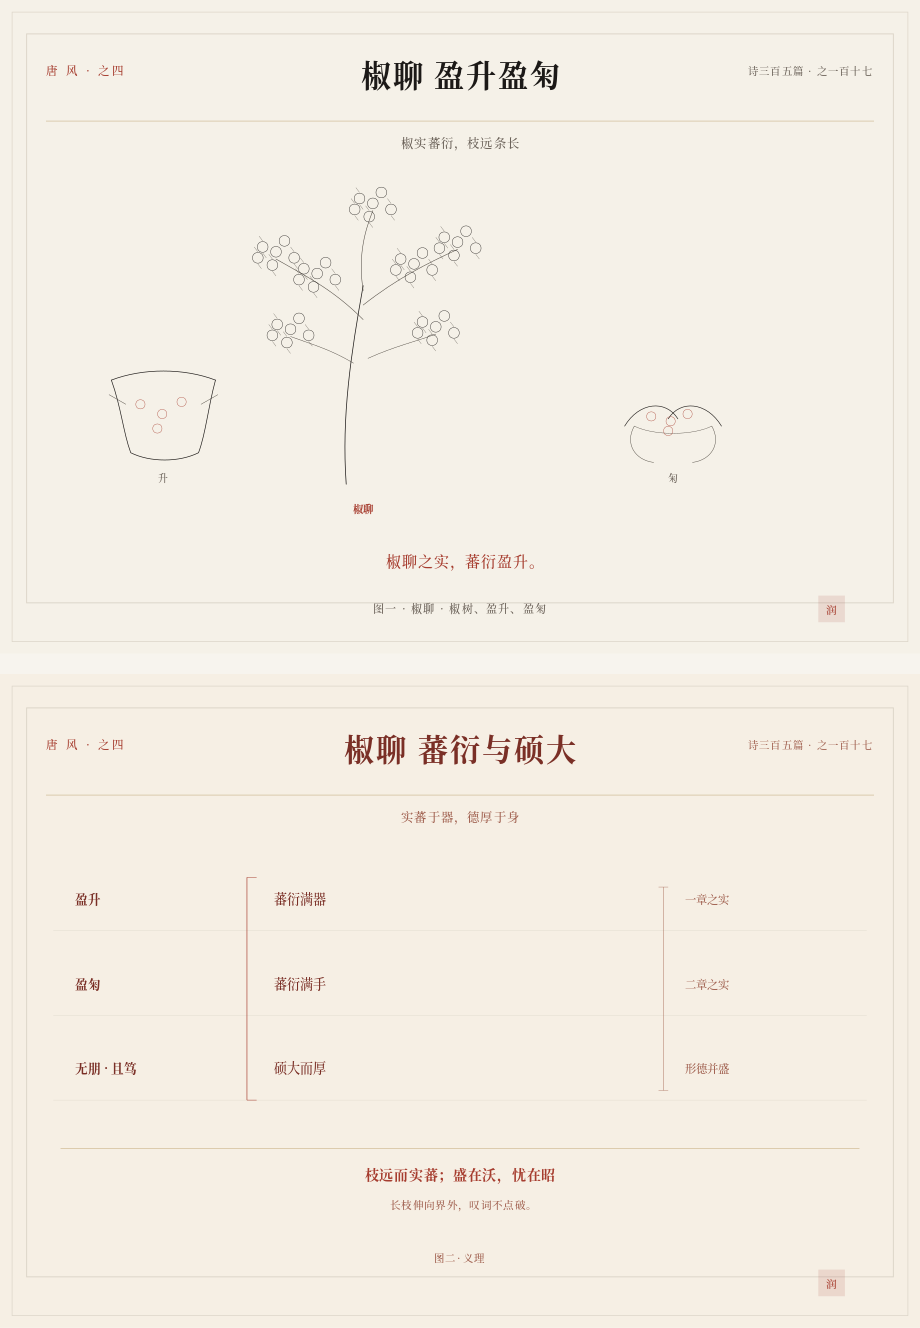 唐风·之四
椒聊 盈升盈匊
诗三百五篇·之一百十七
椒实蕃衍，枝远条长
升
匊
椒聊
椒聊之实，蕃衍盈升。
图一·椒聊·椒树、盈升、盈匊
润
唐风·之四
椒聊 蕃衍与硕大
诗三百五篇·之一百十七
实蕃于器，德厚于身
盈升 蕃衍满器 一章之实
盈匊 蕃衍满手 二章之实
无朋·且笃 硕大而厚 形德并盛
枝远而实蕃；盛在沃，忧在昭
长枝伸向界外，叹词不点破。
图二·义理
润